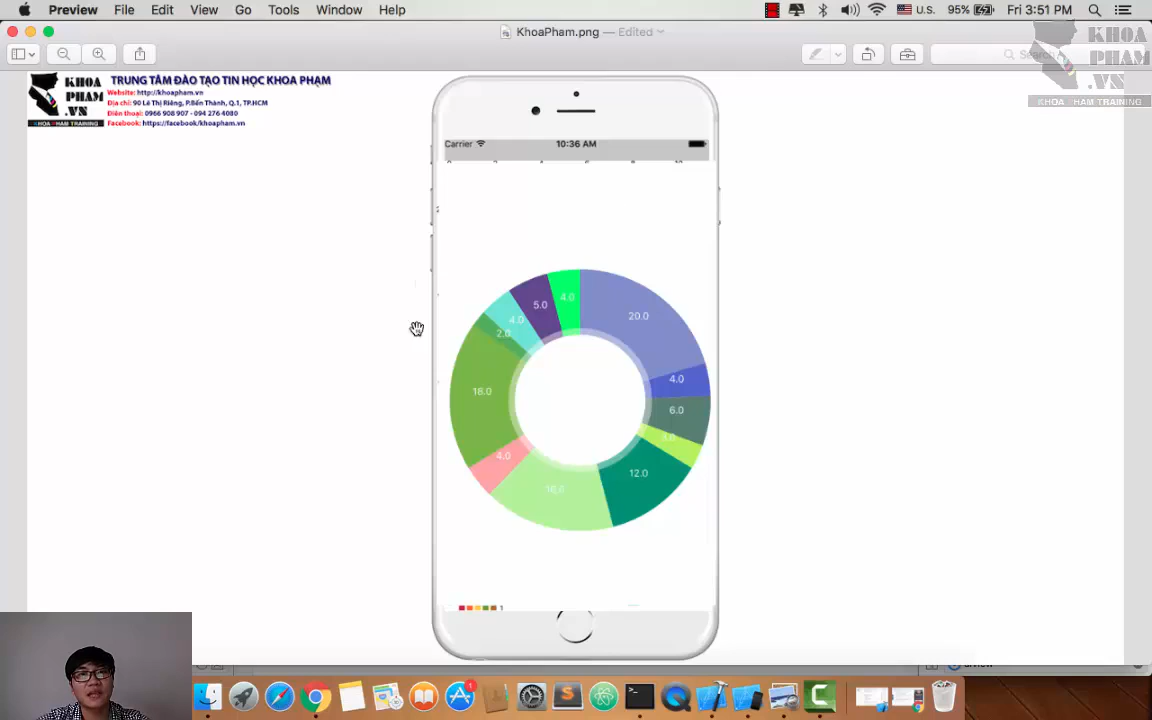 Preview File Edit View Go Tools Window Help
U.S. 95% Fri 3:51 PM
KhoaPham.png — Edited
Search
KHOA PHAM .VN
KHOA PHAM TRAINING
KHOA PHẠM .VN
KHOA PHAM TRAINING
TRUNG TÂM ĐÀO TẠO TIN HỌC KHOA PHẠM
Website: http://khoapham.vn
Địa chỉ: 90 Lê Thị Riêng, P.Bến Thành, Q.1, TP.HCM
Điện thoại: 0966 908 907 - 094 276 4080
Facebook: https://facebook/khoapham.vn
Carrier 10:36 AM
4.0
20.0
5.0
4.0
2.0
4.0
18.0
6.0
4.0
12.0
1
1